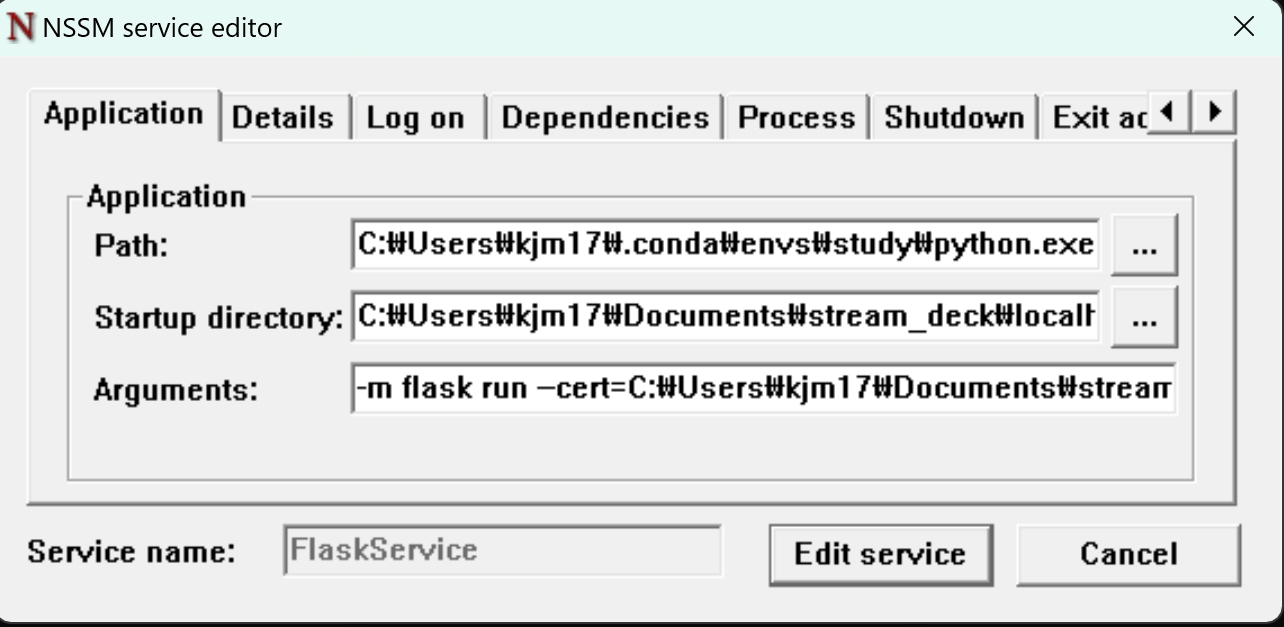 N NSSM service editor
Application Details Log on Dependencies Process Shutdown Exit ac
Application
Path: C:₩Users₩kjm17₩.conda₩envs₩study₩python.exe ...
Startup directory: C:₩Users₩kjm17₩Documents₩stream_deck₩localh ...
Arguments: -m flask run –cert=C:₩Users₩kjm17₩Documents₩stream
Service name: FlaskService Edit service Cancel